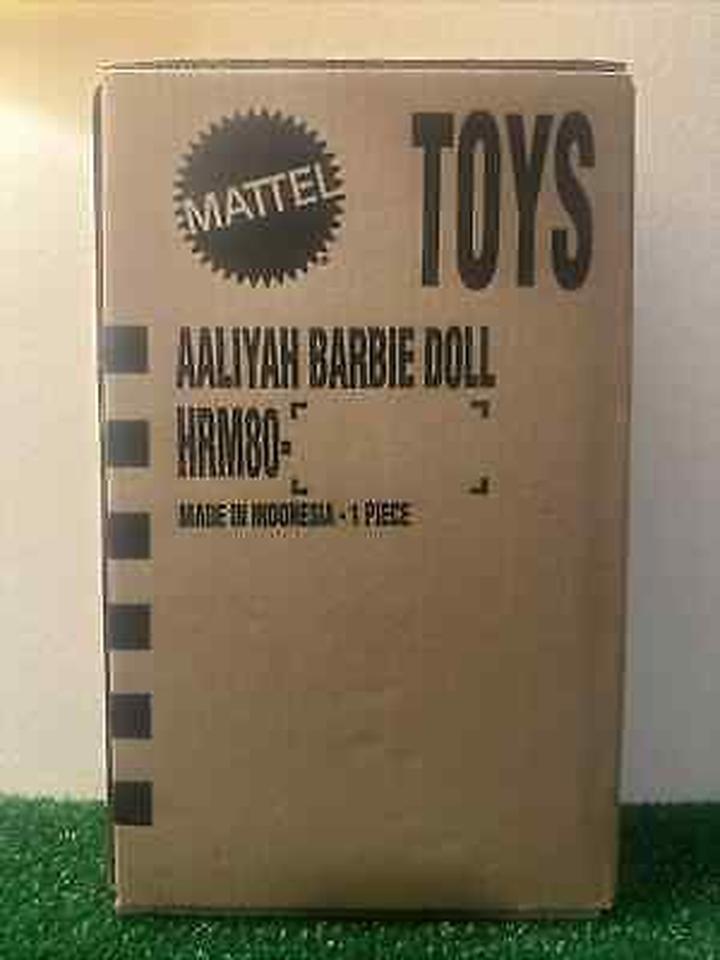 MATTEL
TOYS
AALIYAH BARBIE DOLL
HRM80-
MADE IN INDONESIA - 1 PIECE